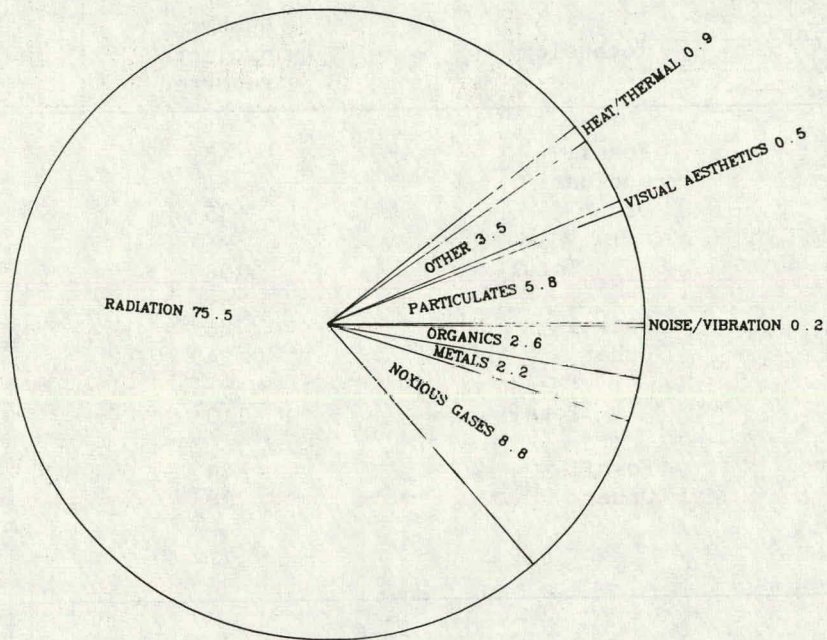 HEAT/THERMAL 0.9
VISUAL AESTHETICS 0.5
OTHER 3.5
PARTICULATES 5.8
RADIATION 75.5
NOISE/VIBRATION 0.2
ORGANICS 2.6
METALS 2.2
NOXIOUS GASES 8.8